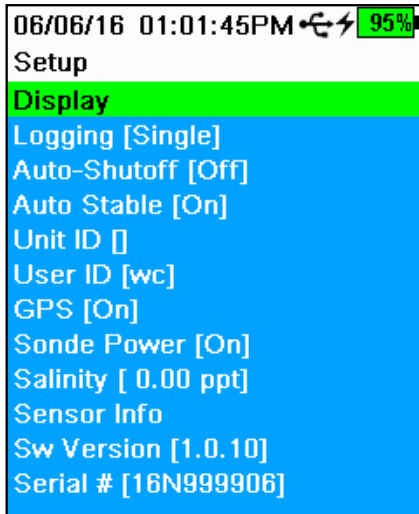 06/06/16 01:01:45PM 95%
Setup
Display
Logging [Single]
Auto-Shutoff [Off]
Auto Stable [On]
Unit ID []
User ID [wc]
GPS [On]
Sonde Power [On]
Salinity [ 0.00 ppt]
Sensor Info
Sw Version [1.0.10]
Serial # [16N999906]